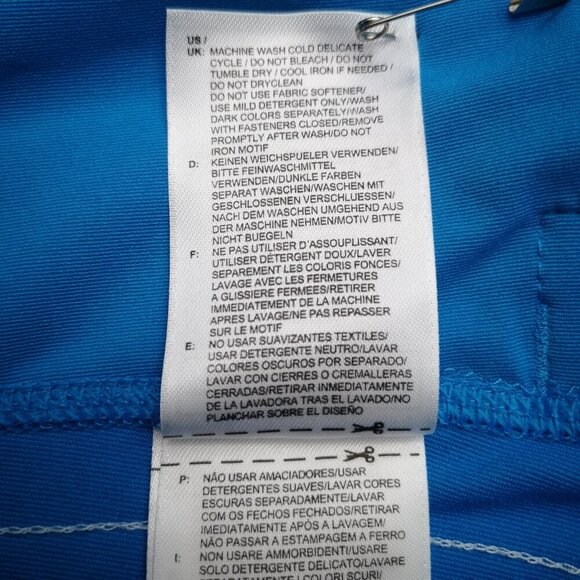 US /
UK: MACHINE WASH COLD DELICATE
CYCLE / DO NOT BLEACH / DO NOT
TUMBLE DRY / COOL IRON IF NEEDED /
DO NOT DRYCLEAN
DO NOT USE FABRIC SOFTENER/
USE MILD DETERGENT ONLY/WASH
DARK COLORS SEPARATELY/WASH
WITH FASTENERS CLOSED/REMOVE
PROMPTLY AFTER WASH/DO NOT
IRON MOTIF
D: KEINEN WEICHSPUELER VERWENDEN/
BITTE FEINWASCHMITTEL
VERWENDEN/DUNKLE FARBEN
SEPARAT WASCHEN/WASCHEN MIT
GESCHLOSSENEN VERSCHLUESSEN/
NACH DEM WASCHEN UMGEHEND AUS
DER MASCHINE NEHMEN/MOTIV BITTE
NICHT BUEGELN
F: NE PAS UTILISER D'ASSOUPLISSANT/
UTILISER DÉTERGENT DOUX/LAVER
SEPAREMENT LES COLORIS FONCES/
LAVAGE AVEC LES FERMETURES
A GLISSIERE FERMEES/RETIRER
IMMEDIATEMENT DE LA MACHINE
APRES LAVAGE/NE PAS REPASSER
SUR LE MOTIF
E: NO USAR SUAVIZANTES TEXTILES/
USAR DETERGENTE NEUTRO/LAVAR
COLORES OSCUROS POR SEPARADO/
LAVAR CON CIERRES O CREMALLERAS
CERRADAS/RETIRAR INMEDIATAMENTE
DE LA LAVADORA TRAS EL LAVADO/NO
PLANCHAR SOBRE EL DISEÑO
P: NÃO USAR AMACIADORES/USAR
DETERGENTES SUAVES/LAVAR CORES
ESCURAS SEPARADAMENTE/LAVAR
COM OS FECHOS FECHADOS/RETIRAR
IMEDIATAMENTE APÓS A LAVAGEM/
NÃO PASSAR A ESTAMPAGEM A FERRO
I: NON USARE AMMORBIDENTI/USARE
SOLO DETERGENTE DELICATO/LAVARE
SEPARATAMENTE I COLORI SCURI/